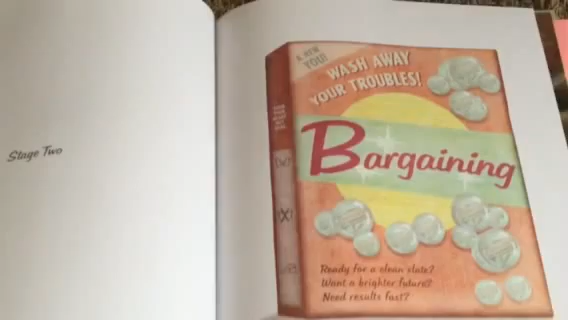 Stage Two
A NEW
YOU!
WASH AWAY
YOUR TROUBLES!
Bargaining
Ready for a clean slate?
Want a brighter future?
Need results fast?